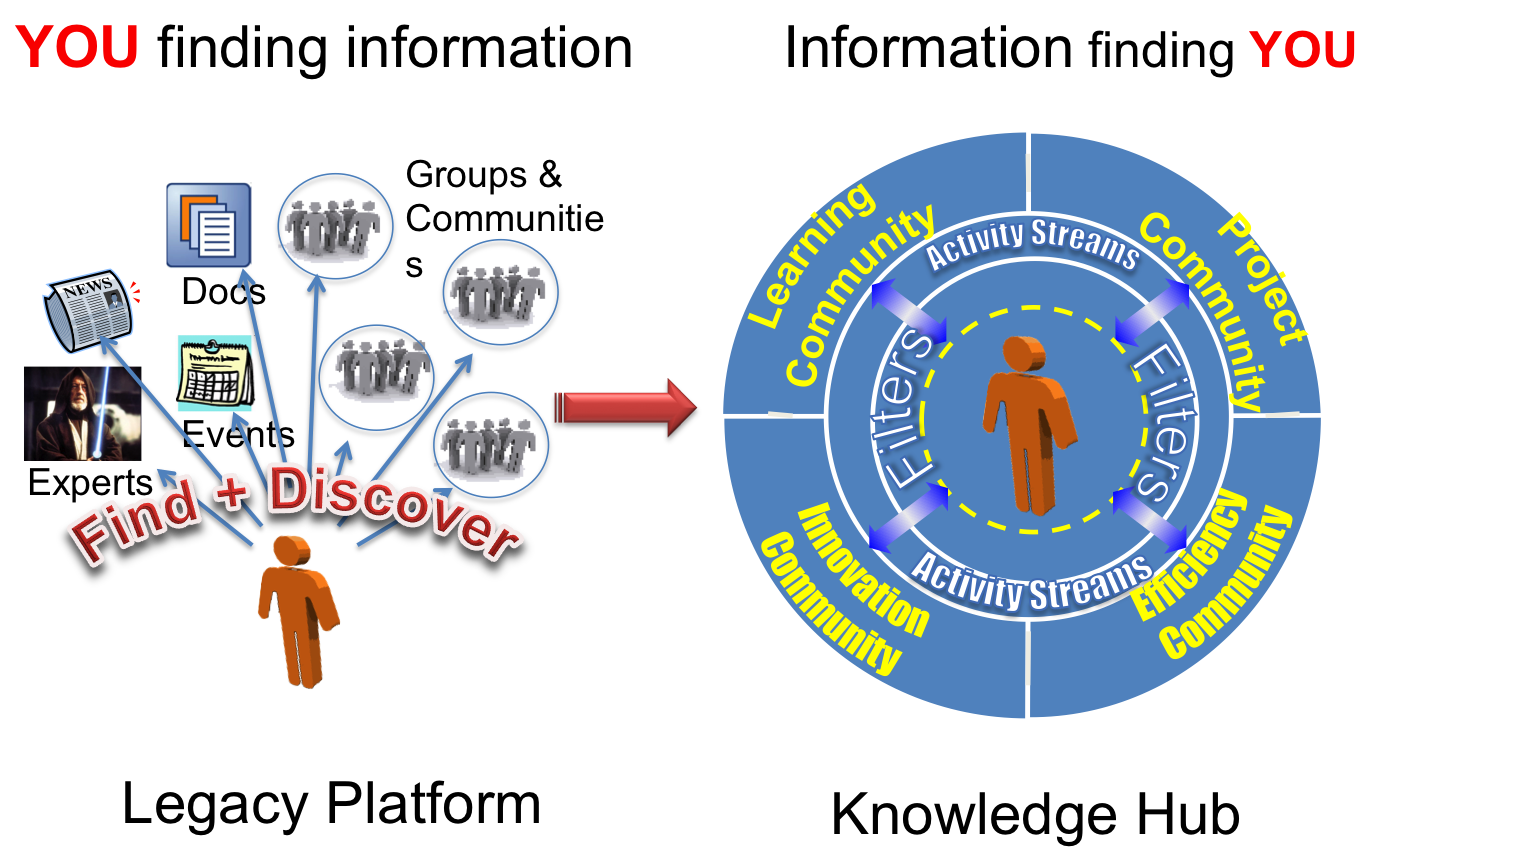 YOU finding information
Information finding YOU
Groups &
Communitie
s
Docs
NEWS
Events
Experts
Find + Discover
Legacy Platform
Learning
Community
Project
Community
Activity Streams
Filters
Filters
Activity Streams
Innovation
Community
Efficiency
Community
Knowledge Hub